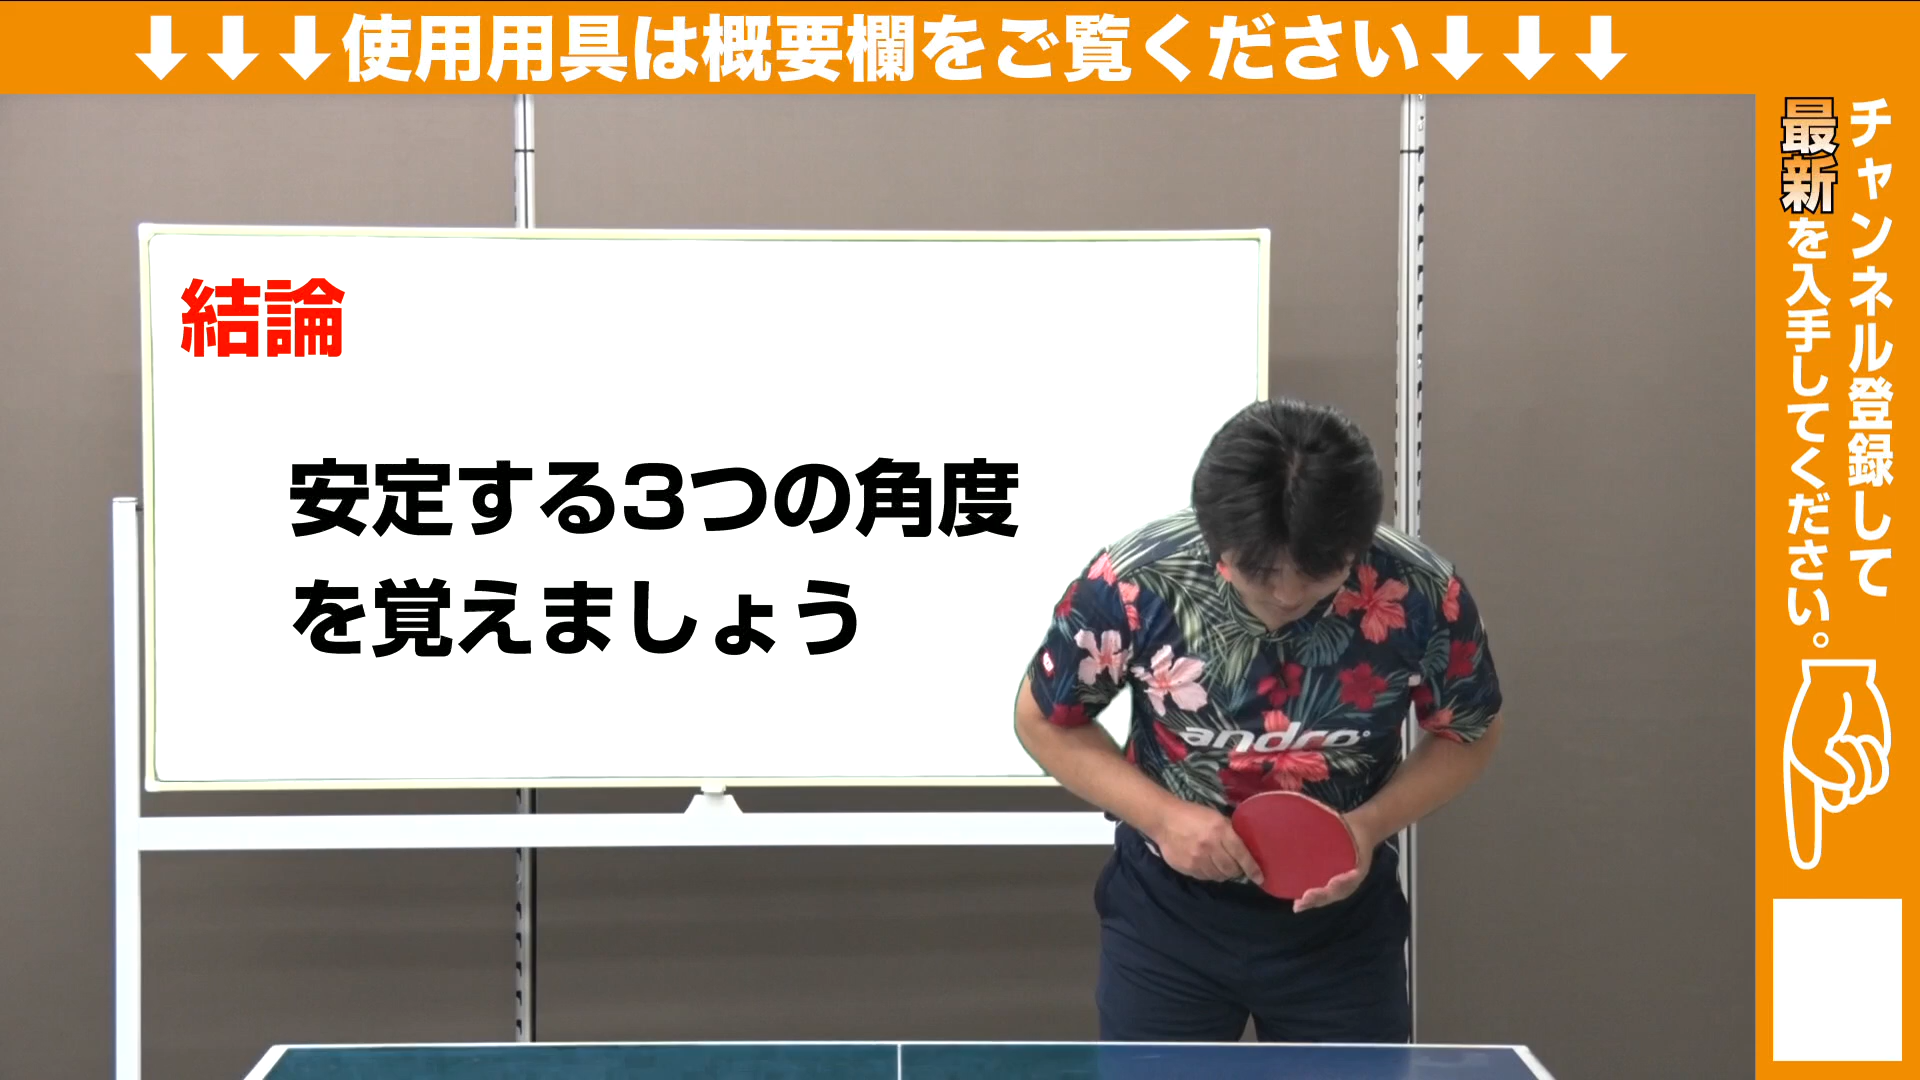 ↓↓↓使用用具は概要欄をご覧ください↓↓↓
チャンネル登録して
最新を入手してください。
結論
安定する3つの角度
を覚えましょう
andro